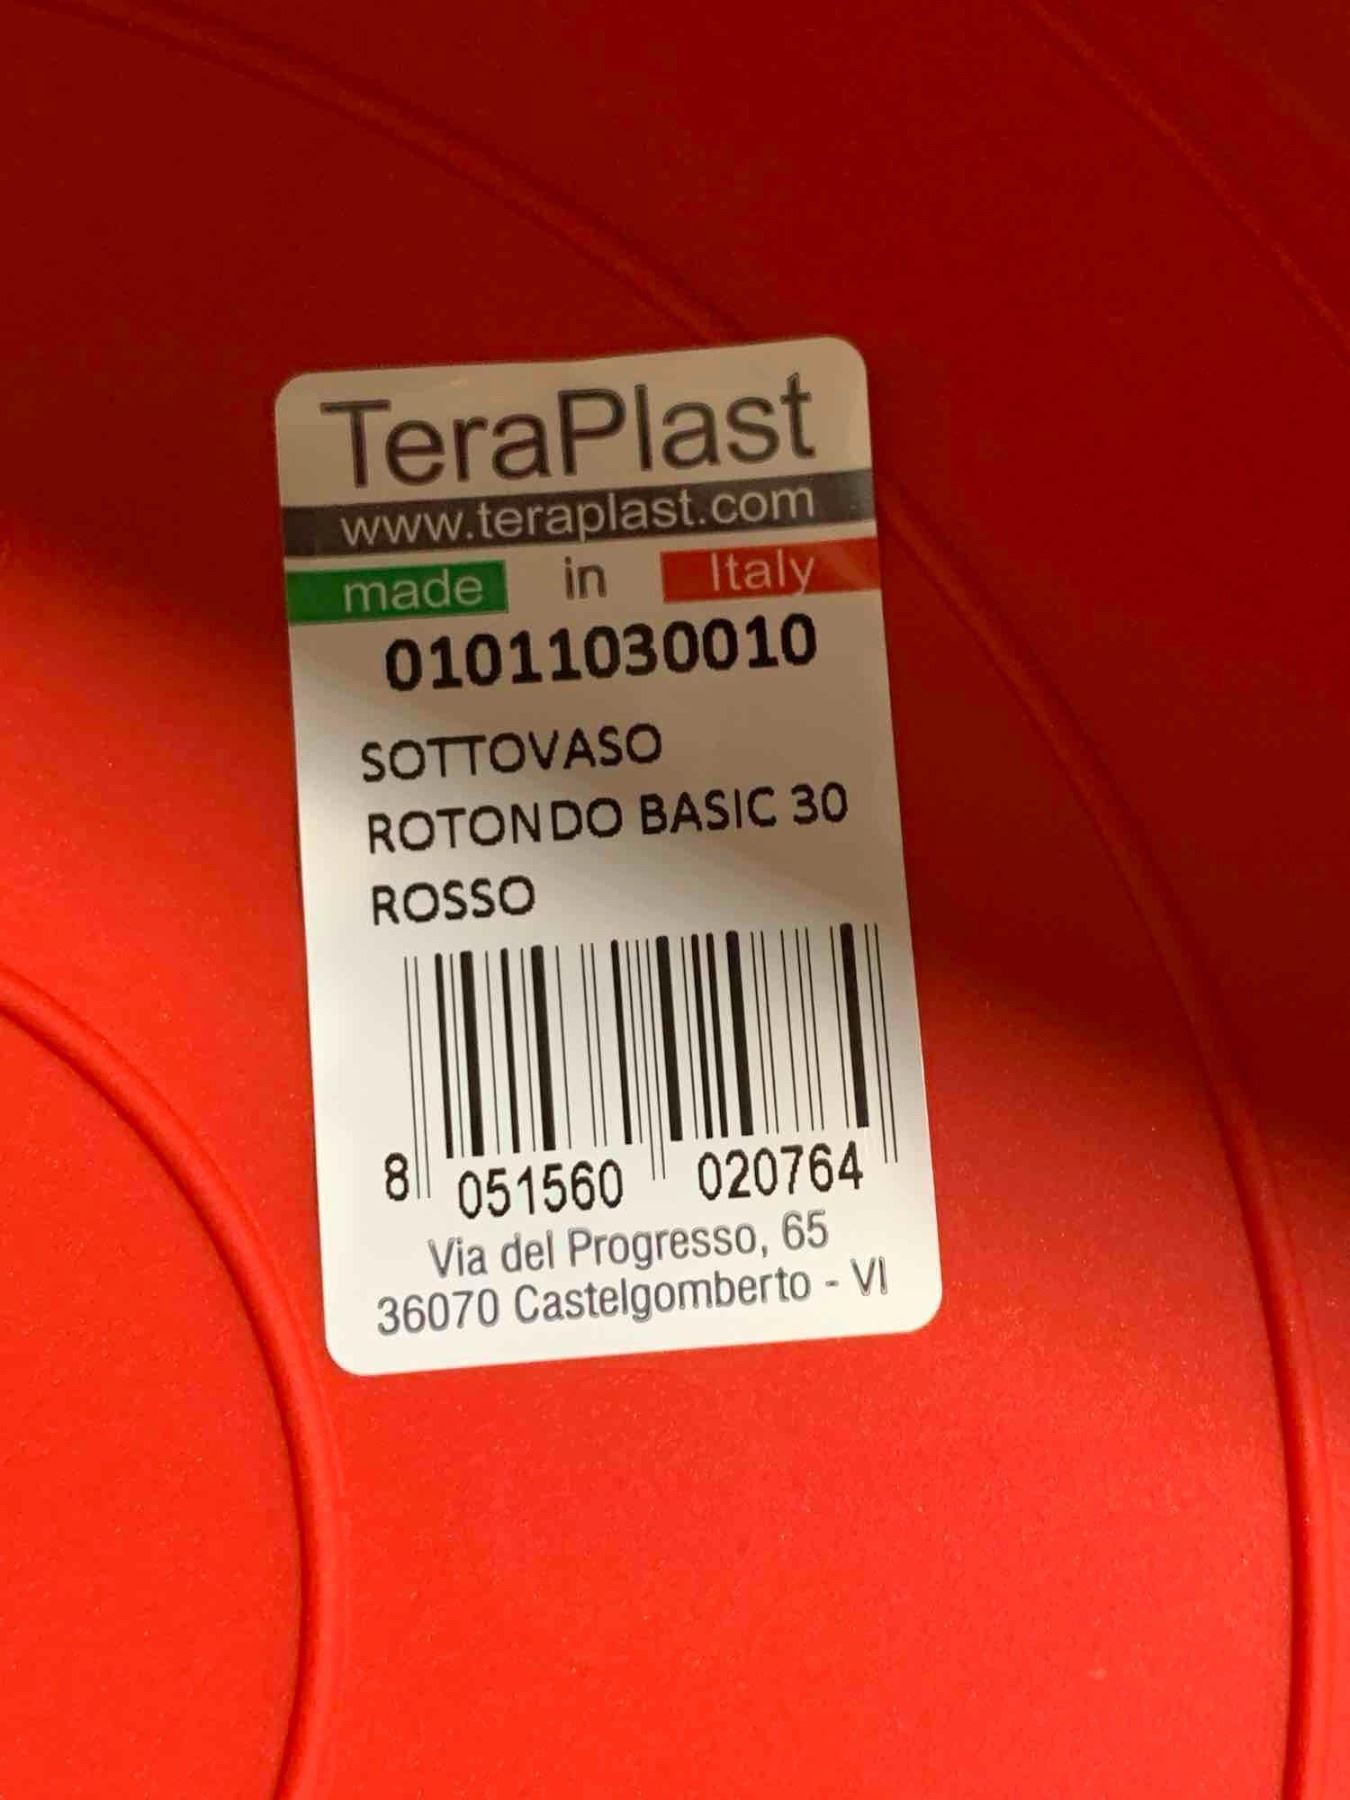 TeraPlast
www.teraplast.com
made in Italy
01011030010
SOTTOVASO
ROTONDO BASIC 30
ROSSO
8 051560 020764
Via del Progresso, 65
36070 Castelgomberto - VI